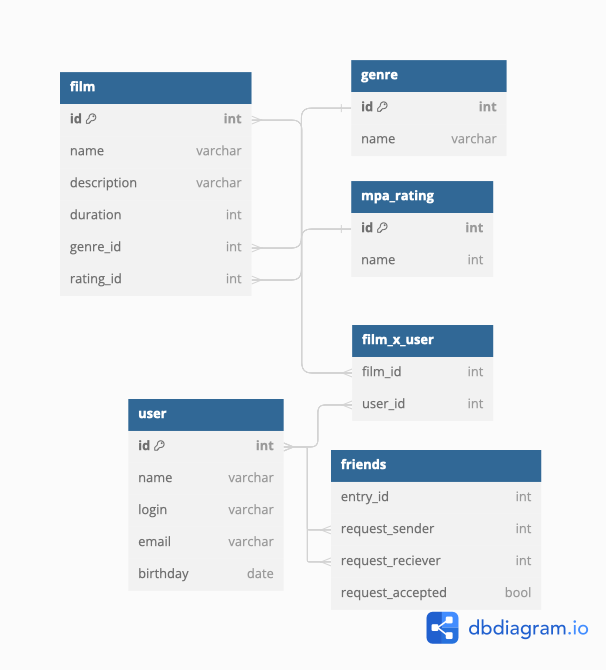 film
id int
name varchar
description varchar
duration int
genre_id int
rating_id int
genre
id int
name varchar
mpa_rating
id int
name int
film_x_user
film_id int
user_id int
user
id int
name varchar
login varchar
email varchar
birthday date
friends
entry_id int
request_sender int
request_reciever int
request_accepted bool
dbdiagram.io